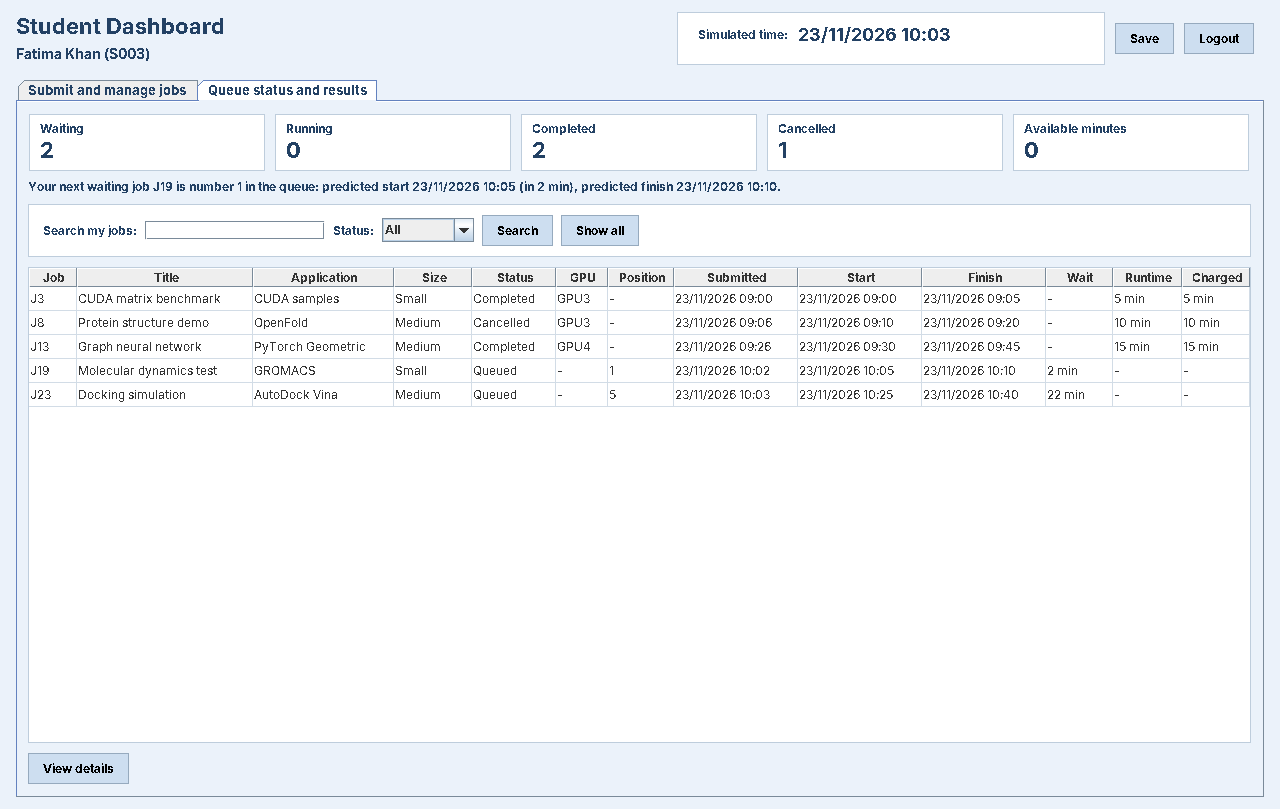 Student Dashboard
Fatima Khan (S003)
Simulated time: 23/11/2026 10:03
Save
Logout
Submit and manage jobs
Queue status and results
Waiting
2
Running
0
Completed
2
Cancelled
1
Available minutes
0
Your next waiting job J19 is number 1 in the queue: predicted start 23/11/2026 10:05 (in 2 min), predicted finish 23/11/2026 10:10.
Search my jobs:
Status: All
Search
Show all
Job Title Application Size Status GPU Position Submitted Start Finish Wait Runtime Charged
J3 CUDA matrix benchmark CUDA samples Small Completed GPU3 - 23/11/2026 09:00 23/11/2026 09:00 23/11/2026 09:05 - 5 min 5 min
J8 Protein structure demo OpenFold Medium Cancelled GPU3 - 23/11/2026 09:06 23/11/2026 09:10 23/11/2026 09:20 - 10 min 10 min
J13 Graph neural network PyTorch Geometric Medium Completed GPU4 - 23/11/2026 09:26 23/11/2026 09:30 23/11/2026 09:45 - 15 min 15 min
J19 Molecular dynamics test GROMACS Small Queued - 1 23/11/2026 10:02 23/11/2026 10:05 23/11/2026 10:10 2 min - -
J23 Docking simulation AutoDock Vina Medium Queued - 5 23/11/2026 10:03 23/11/2026 10:25 23/11/2026 10:40 22 min - -
View details